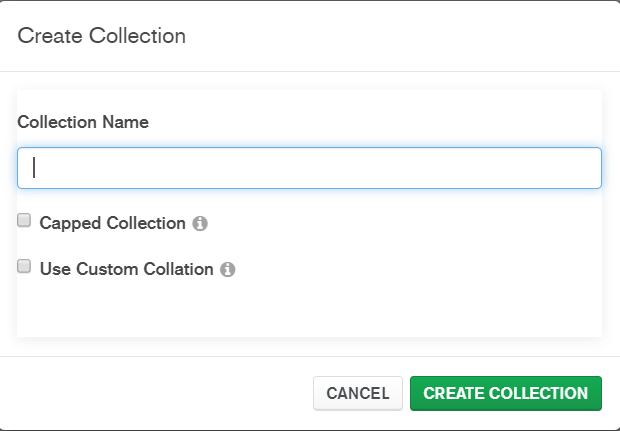 Create Collection
Collection Name
Capped Collection
Use Custom Collation
CANCEL CREATE COLLECTION